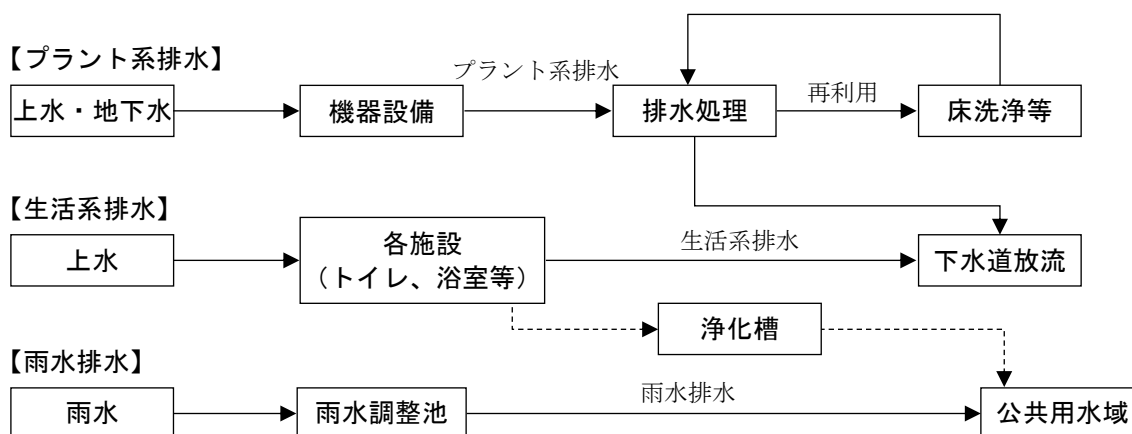 【プラント系排水】
上水・地下水
機器設備
プラント系排水
排水処理
再利用
床洗浄等
【生活系排水】
上水
各施設
（トイレ、浴室等）
生活系排水
下水道放流
浄化槽
【雨水排水】
雨水
雨水調整池
雨水排水
公共用水域